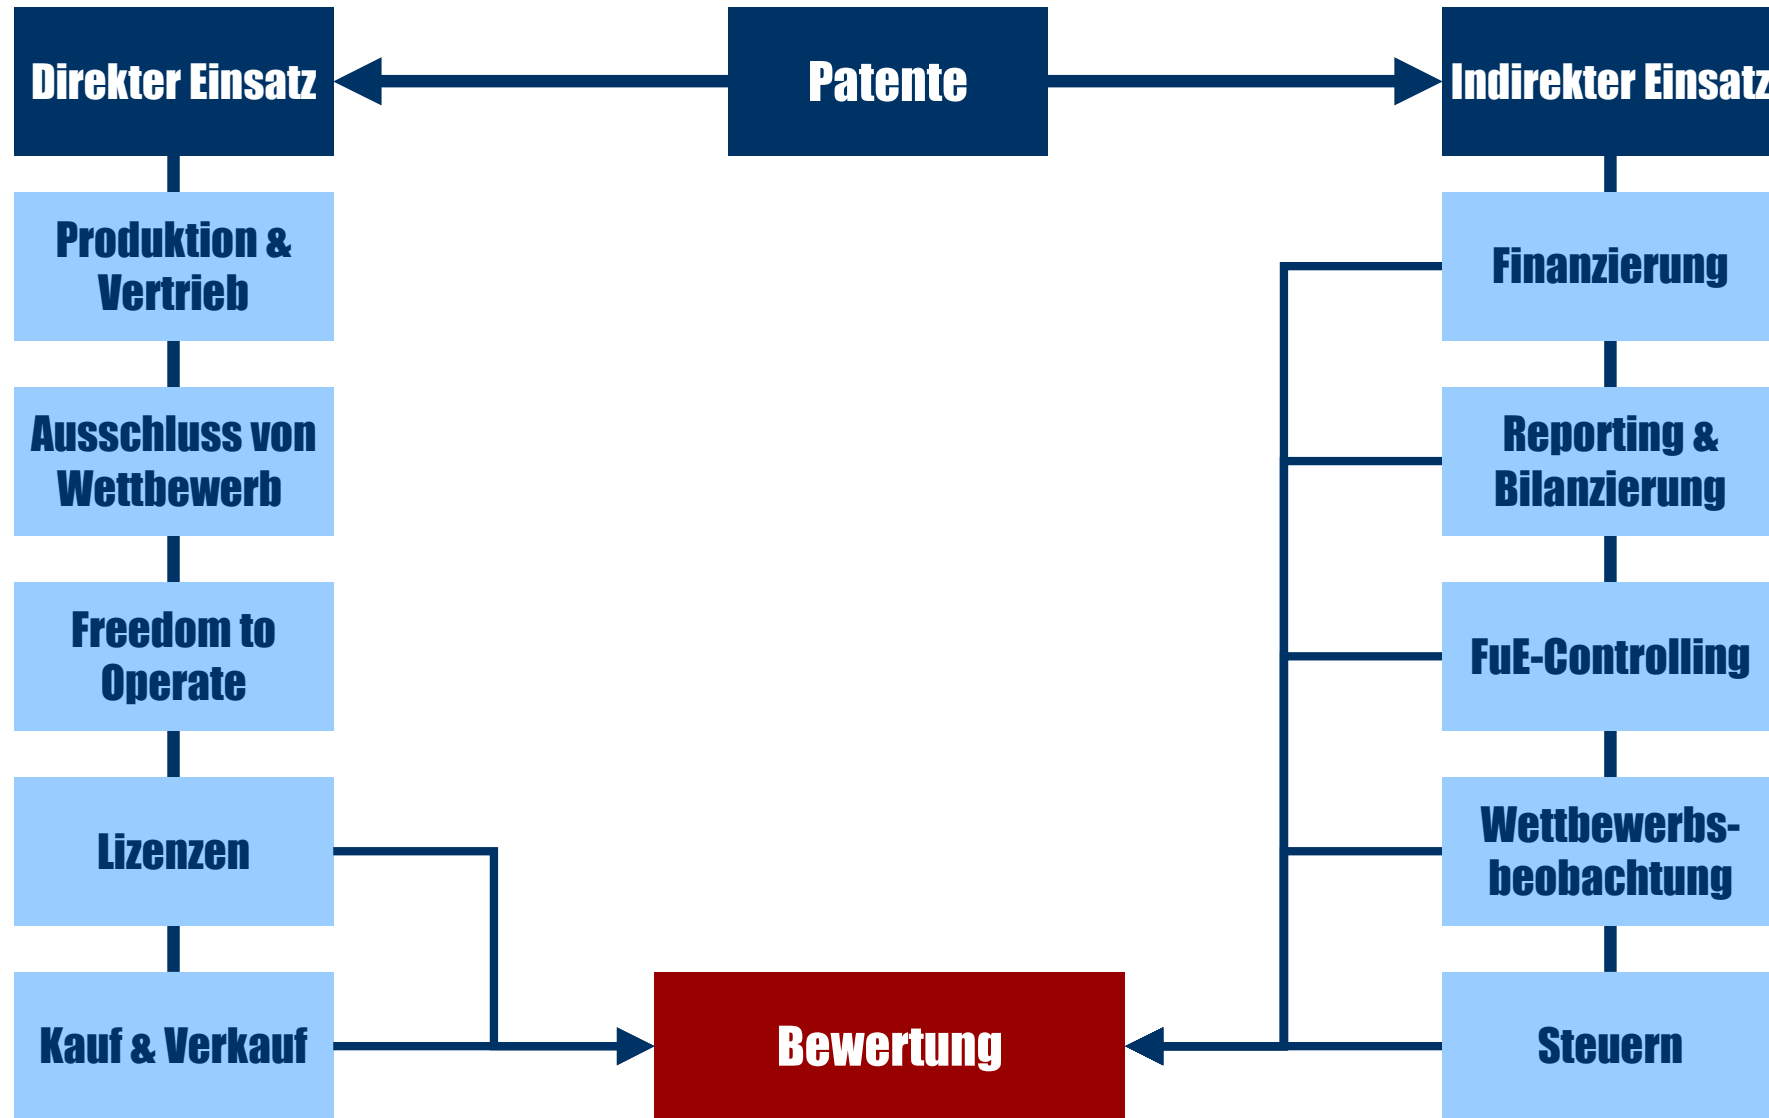 Direkter Einsatz
Patente
Indirekter Einsatz
Produktion &
Vertrieb
Ausschluss von
Wettbewerb
Freedom to
Operate
Lizenzen
Kauf & Verkauf
Finanzierung
Reporting &
Bilanzierung
FuE-Controlling
Wettbewerbs-
beobachtung
Steuern
Bewertung